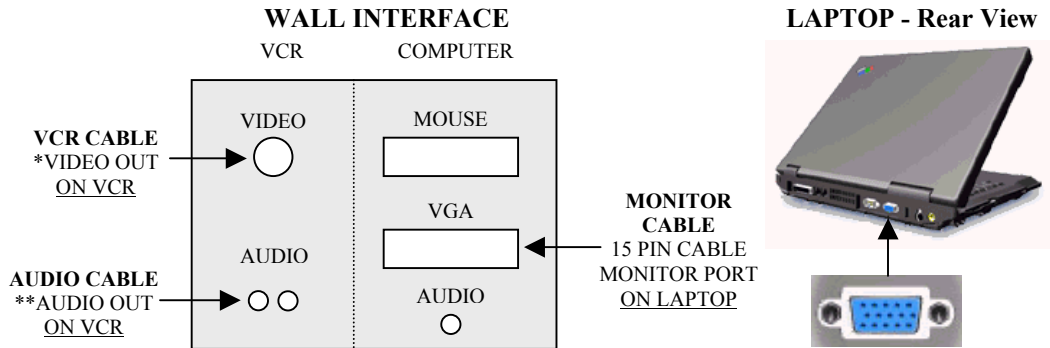 WALL INTERFACE
VCR
COMPUTER
VCR CABLE
*VIDEO OUT
ON VCR
AUDIO CABLE
**AUDIO OUT
ON VCR
VIDEO
AUDIO
MOUSE
VGA
AUDIO
MONITOR
CABLE
15 PIN CABLE
MONITOR PORT
ON LAPTOP
LAPTOP - Rear View